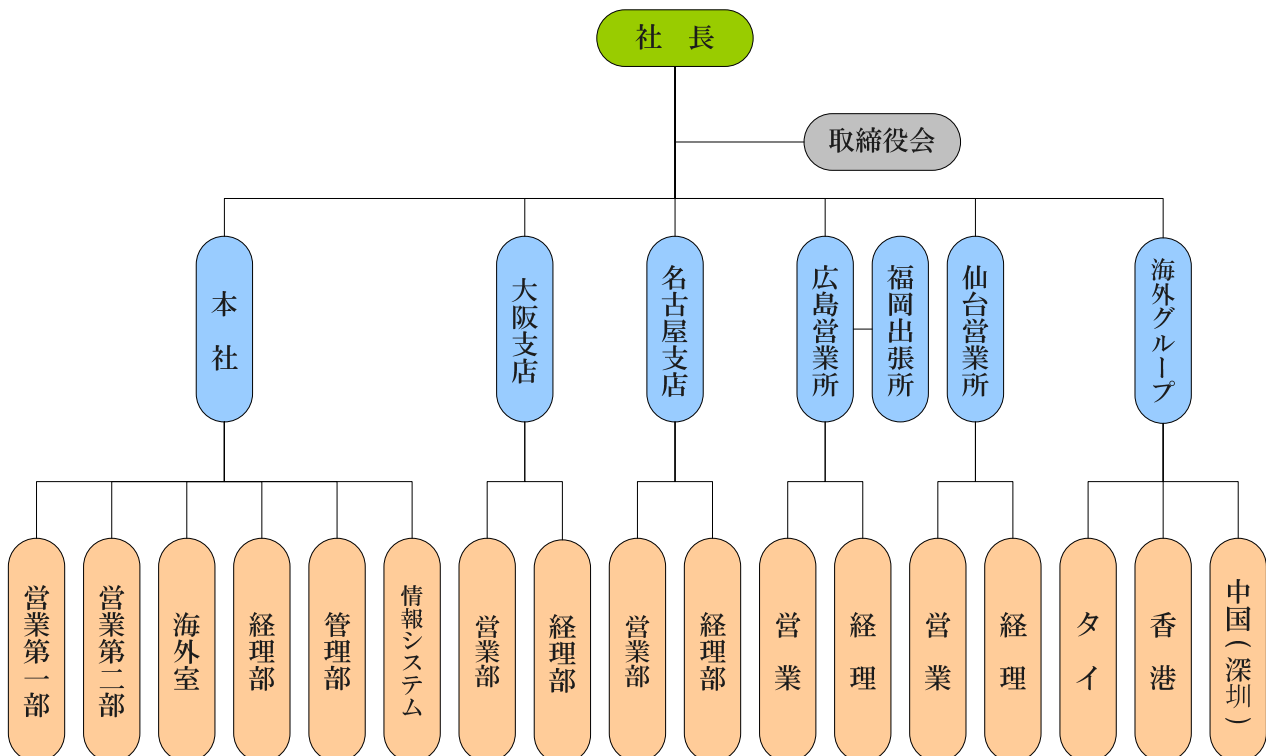 社　長
取締役会
本　社
大阪支店
名古屋支店
広島営業所
福岡出張所
仙台営業所
海外グループ
営業第一部
営業第二部
海外室
経理部
管理部
情報システム
営業部
経理部
営業部
経理部
営　業
経　理
営　業
経　理
タ　イ
香　港
中国(深圳)